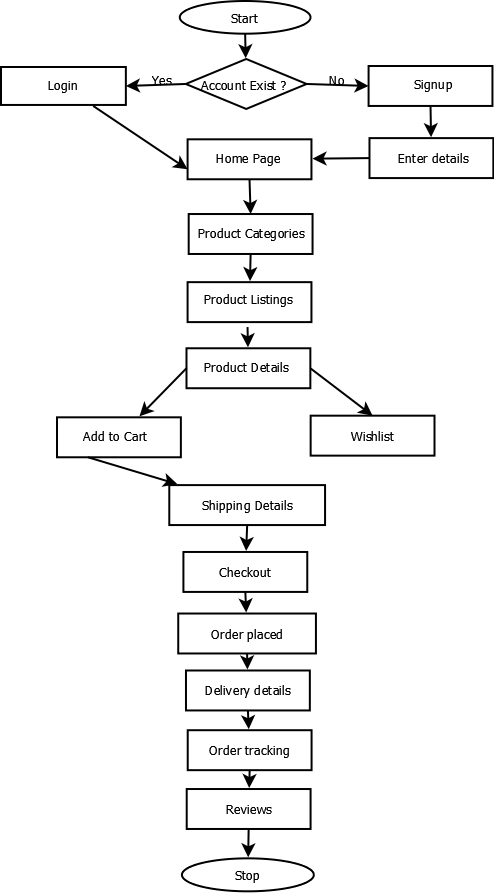 Start
Account Exist ?
Yes
No
Login
Signup
Home Page
Enter details
Product Categories
Product Listings
Product Details
Add to Cart
Wishlist
Shipping Details
Checkout
Order placed
Delivery details
Order tracking
Reviews
Stop